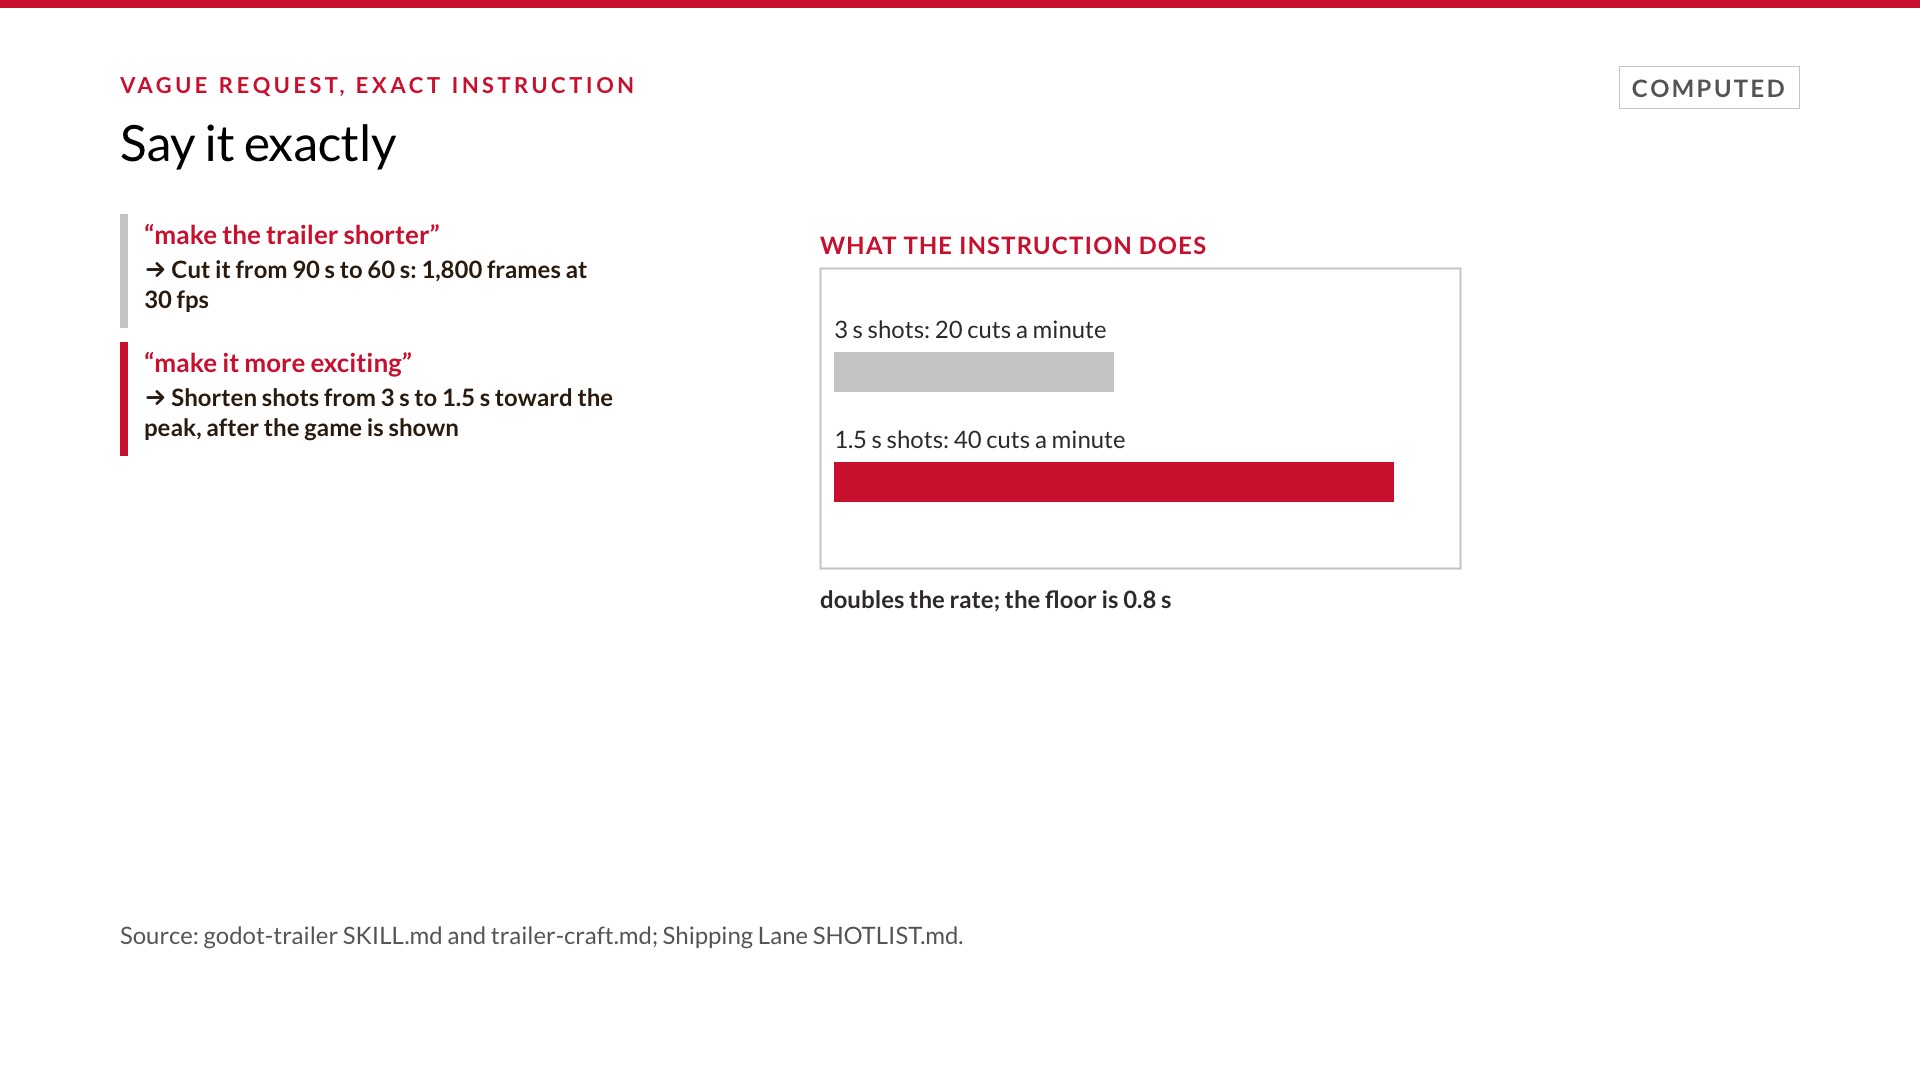 VAGUE REQUEST, EXACT INSTRUCTION
COMPUTED
Say it exactly
“make the trailer shorter”
→ Cut it from 90 s to 60 s: 1,800 frames at
30 fps
“make it more exciting”
→ Shorten shots from 3 s to 1.5 s toward the
peak, after the game is shown
WHAT THE INSTRUCTION DOES
3 s shots: 20 cuts a minute
1.5 s shots: 40 cuts a minute
doubles the rate; the floor is 0.8 s
Source: godot-trailer SKILL.md and trailer-craft.md; Shipping Lane SHOTLIST.md.